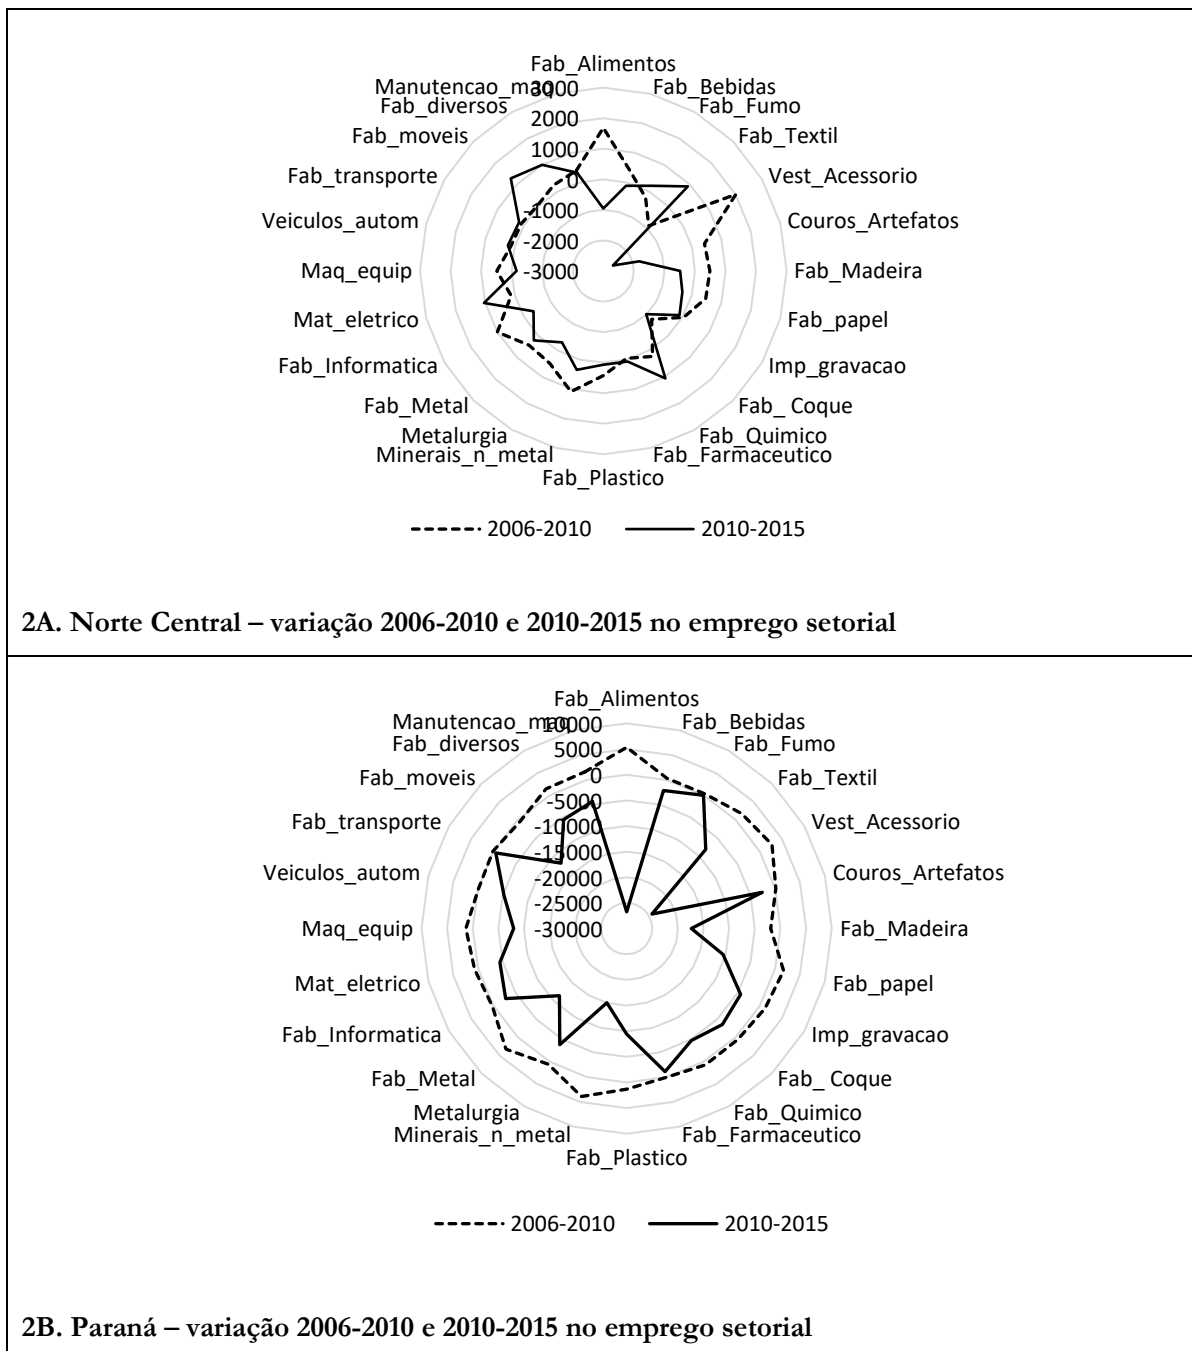 Fab_Alimentos
Manutencao_maq
Fab_Bebidas
3000
Fab_diversos
Fab_Fumo
2000
Fab_moveis
Fab_Textil
1000
Fab_transporte
Vest_Acessorio
0
-1000
Veiculos_autom
Couros_Artefatos
-2000
Maq_equip
-3000
Fab_Madeira
Mat_eletrico
Fab_papel
Fab_Informatica
Imp_gravacao
Fab_Metal
Fab_ Coque
Metalurgia
Fab_Quimico
Minerais_n_metal
Fab_Farmaceutico
Fab_Plastico
2006-2010 2010-2015
2A. Norte Central – variação 2006-2010 e 2010-2015 no emprego setorial
Fab_Alimentos
Manutencao_maq
Fab_Bebidas
10000
Fab_diversos
Fab_Fumo
5000
Fab_moveis
Fab_Textil
0
-5000
Fab_transporte
Vest_Acessorio
-10000
-15000
Veiculos_autom
Couros_Artefatos
-20000
-25000
Maq_equip
-30000
Fab_Madeira
Mat_eletrico
Fab_papel
Fab_Informatica
Imp_gravacao
Fab_Metal
Fab_ Coque
Metalurgia
Fab_Quimico
Minerais_n_metal
Fab_Farmaceutico
Fab_Plastico
2006-2010 2010-2015
2B. Paraná – variação 2006-2010 e 2010-2015 no emprego setorial